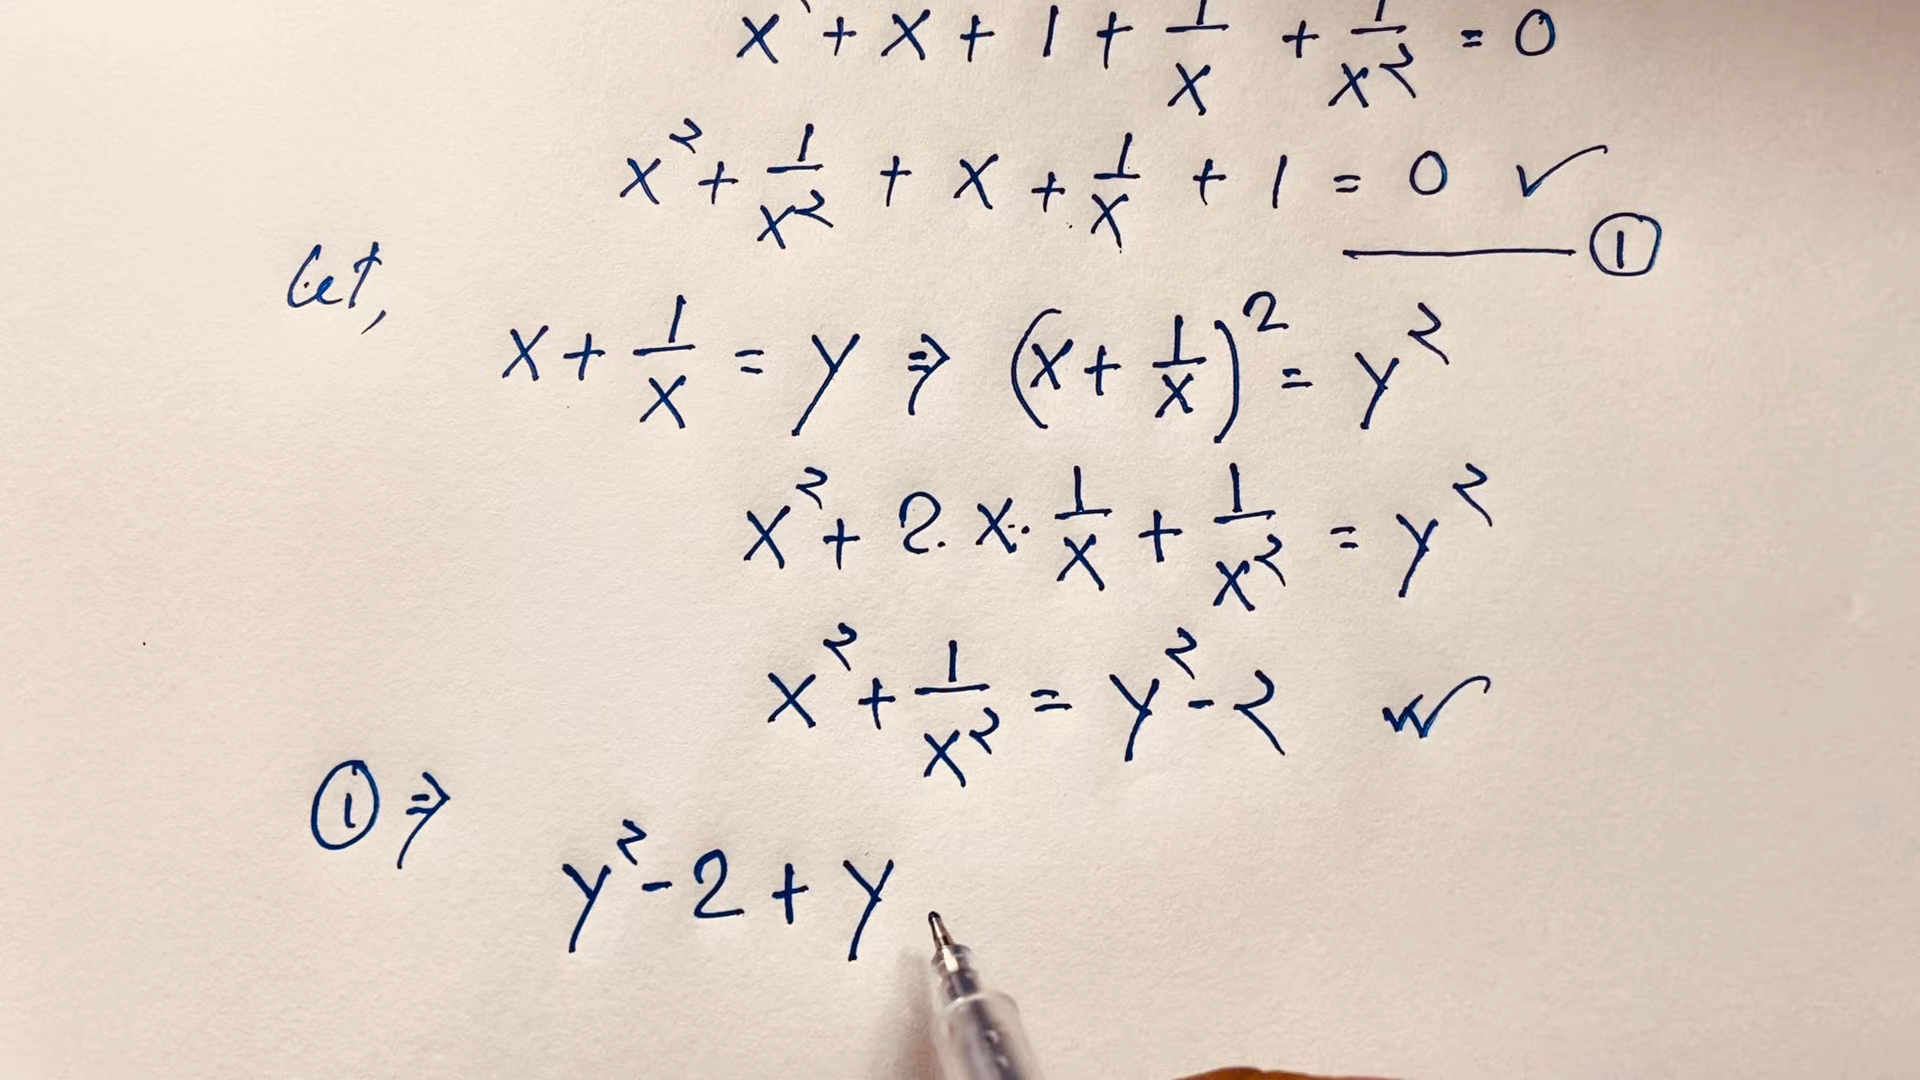 x² + x + 1 + 1/x + 1/x² = 0
x² + 1/x² + x + 1/x + 1 = 0 ✓
①
Let,
x + 1/x = y ⇒ (x + 1/x)² = y²
x² + 2. x. 1/x + 1/x² = y²
x² + 1/x² = y² - 2 ✓
① ⇒
y² - 2 + y